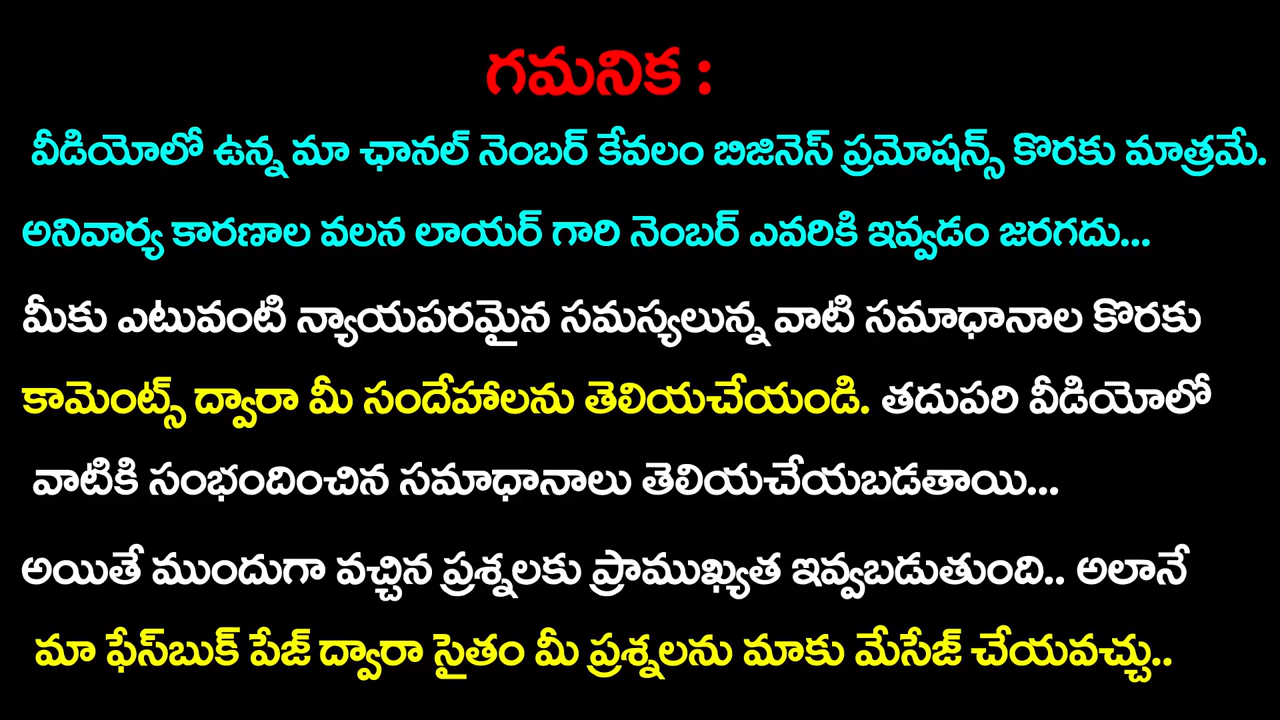 గమనిక :
వీడియోలో ఉన్న మా ఛానల్ నెంబర్ కేవలం బిజినెస్ ప్రమోషన్స్ కొరకు మాత్రమే.
అనివార్య కారణాల వలన లాయర్ గారి నెంబర్ ఎవరికి ఇవ్వడం జరగదు...
మీకు ఎటువంటి న్యాయపరమైన సమస్యలున్న వాటి సమాధానాల కొరకు
కామెంట్స్ ద్వారా మీ సందేహాలను తెలియచేయండి. తదుపరి వీడియోలో
వాటికి సంభందించిన సమాధానాలు తెలియచేయబడతాయి...
అయితే ముందుగా వచ్చిన ప్రశ్నలకు ప్రాముఖ్యత ఇవ్వబడుతుంది.. అలానే
మా ఫేస్‌బుక్ పేజ్ ద్వారా సైతం మీ ప్రశ్నలను మాకు మేసేజ్ చేయవచ్చు..